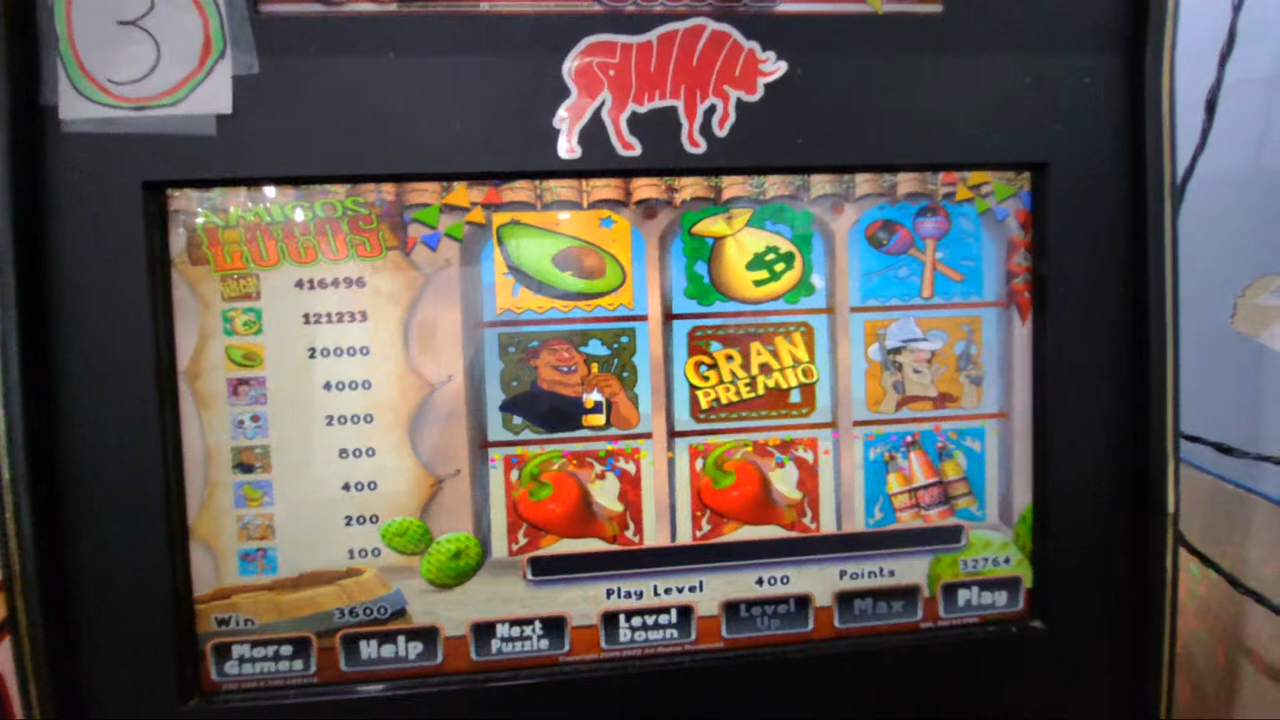 3
SAMMY
AMIGOS
LOCOS
416496
121233
20000
4000
2000
800
400
200
100
GRAN
PREMIO
Win 3600
Play Level 400 Points 32764
More
Games
Help
Next
Puzzle
Level
Down
Level
Up
Max
Play